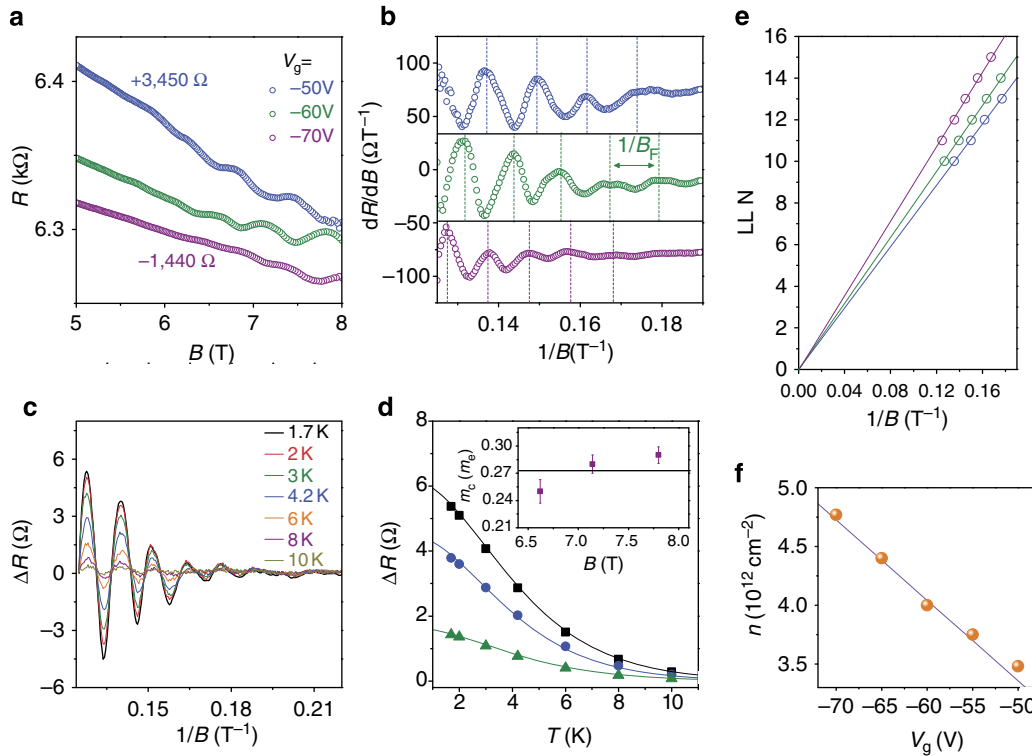 a
6.4
6.3
R (kΩ)
+3,450 Ω
Vg=
−50V
−60V
−70V
−1,440 Ω
5
6
7
8
B (T)
b
100
50
0
−50
−100
dR/dB (ΩT⁻¹)
1/BF
0.14
0.16
0.18
1/B(T⁻¹)
e
16
14
12
10
8
6
4
2
0
LL N
0.00
0.04
0.08
0.12
0.16
1/B (T⁻¹)
c
6
3
0
−3
−6
ΔR (Ω)
1.7 K
2 K
3 K
4.2 K
6 K
8 K
10 K
0.15
0.18
0.21
1/B (T⁻¹)
d
8
6
4
2
0
ΔR (Ω)
0.30
0.27
0.24
0.21
mc (me)
6.5
7.0
7.5
8.0
B (T)
2
4
6
8
10
T (K)
f
5.0
4.5
4.0
3.5
n (10¹² cm⁻²)
−70
−65
−60
−55
−50
Vg (V)